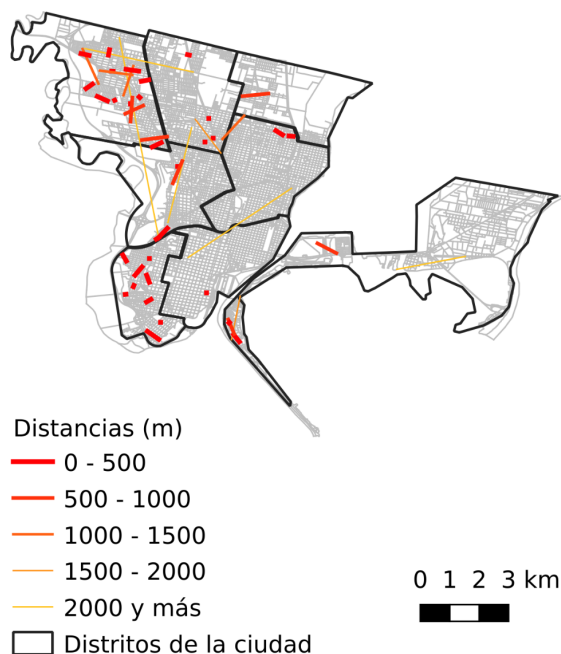 Distancias (m)
0 - 500
500 - 1000
1000 - 1500
1500 - 2000
2000 y más
Distritos de la ciudad
0 1 2 3 km